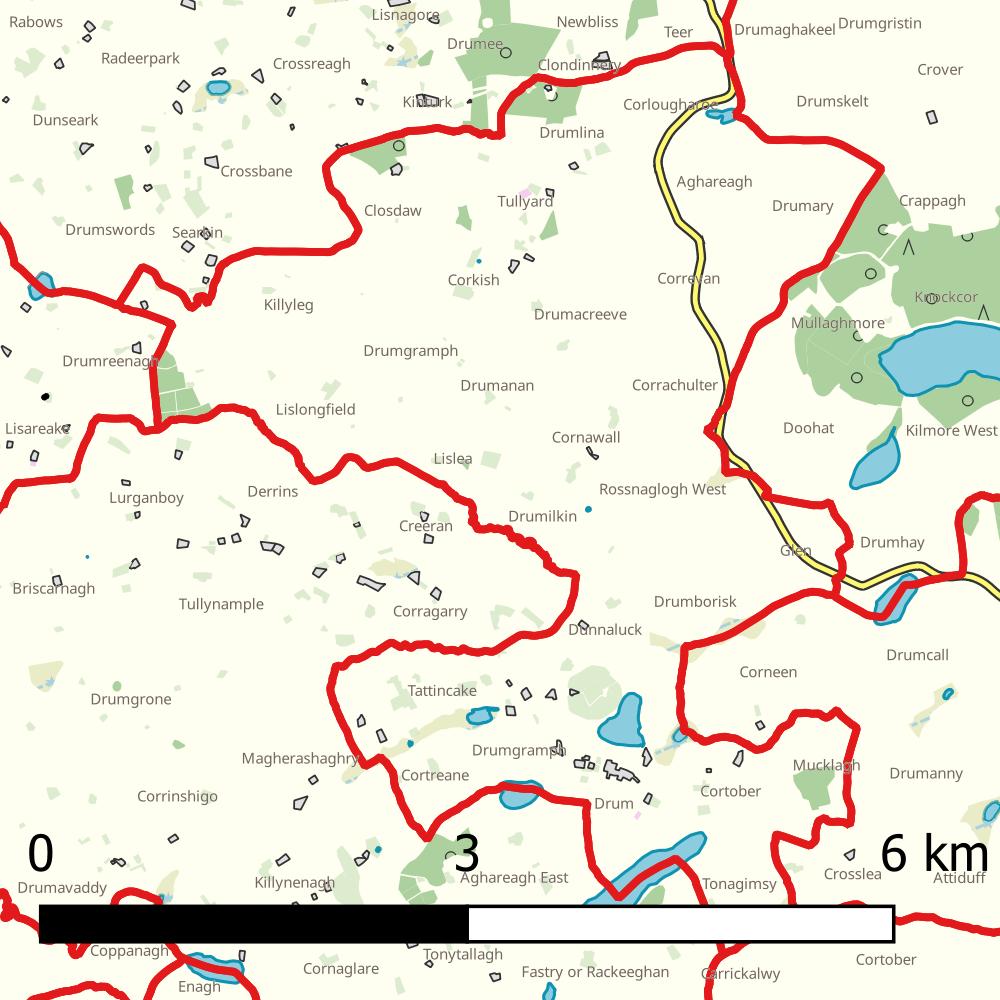 Rabows
Lisnagore
Newbliss
Drumaghakeel
Drumgristin
Teer
Drumee
Radeerpark
Crossreagh
Clondinnery
Crover
Killturk
Corlougharoe
Drumskelt
Dunseark
Drumlina
Crossbane
Aghareagh
Tullyard
Crappagh
Closdaw
Drumary
Drumswords
Searkin
Corkish
Correvan
Knockcor
Killyleg
Drumacreeve
Mullaghmore
Drumreenagh
Drumgramph
Drumanan
Corrachulter
Lislongfield
Lisareake
Doohat
Kilmore West
Cornawall
Lislea
Derrins
Rossnaglogh West
Lurganboy
Drumilkin
Creeran
Glen
Drumhay
Briscarnagh
Tullynample
Corragarry
Drumborisk
Dunnaluck
Drumcall
Corneen
Tattincake
Drumgrone
Magherashaghry
Drumgramph
Mucklagh
Cortreane
Drumanny
Corrinshigo
Cortober
Drum
0 3 6 km
Drumavaddy
Killynenagh
Aghareagh East
Tonagimsy
Crosslea
Attiduff
Coppanagh
Tonytallagh
Cortober
Cornaglare
Fastry or Rackeeghan
Carrickalwy
Enagh